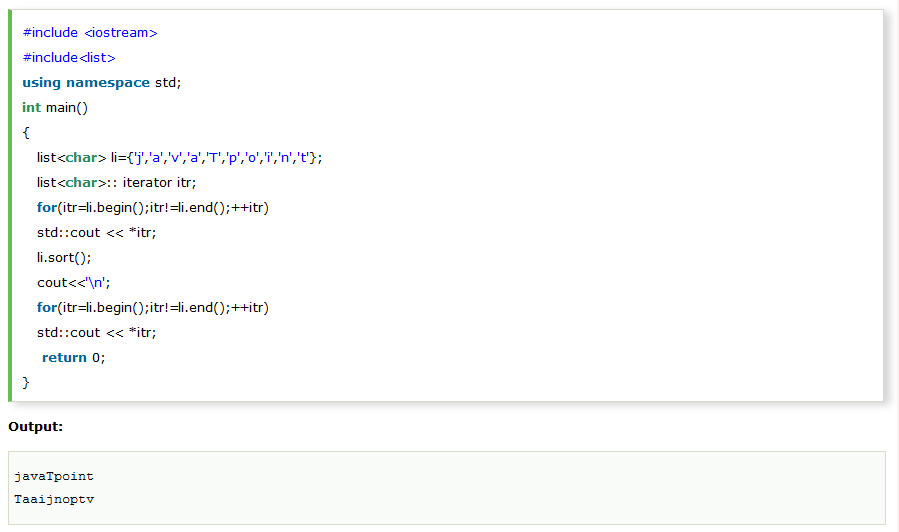 #include <iostream>
#include<list>
using namespace std;
int main()
{
list<char> li={'j','a','v','a','T','p','o','i','n','t'};
list<char>:: iterator itr;
for(itr=li.begin();itr!=li.end();++itr)
std::cout << *itr;
li.sort();
cout<<'\n';
for(itr=li.begin();itr!=li.end();++itr)
std::cout << *itr;
return 0;
}
Output:
javaTpoint
Taaijnoptv